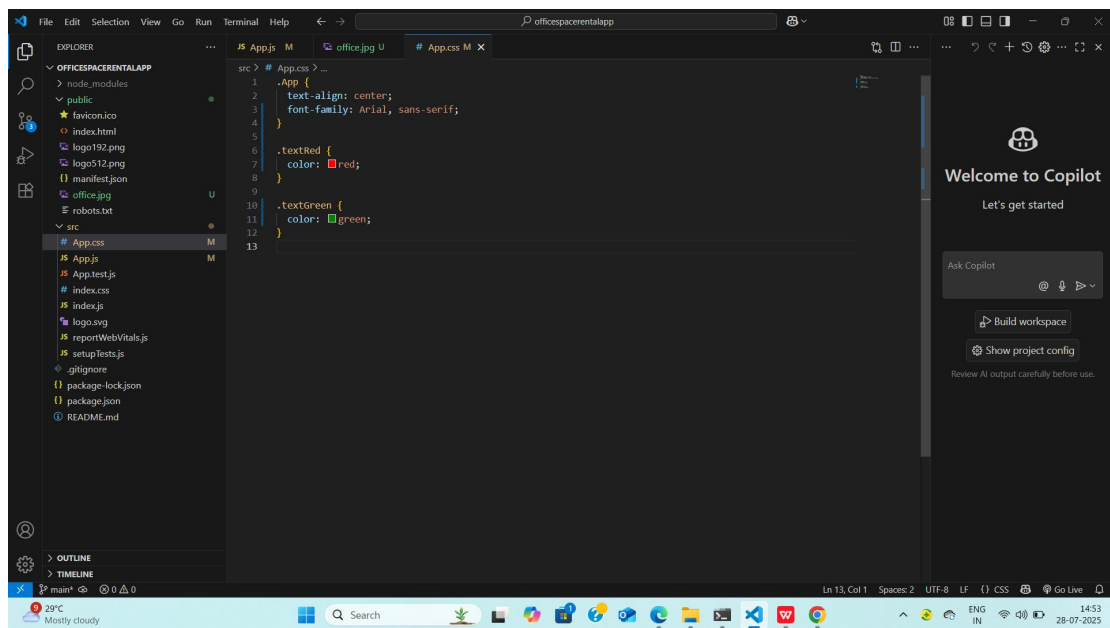 File Edit Selection View Go Run Terminal Help officespacerentalapp
EXPLORER
OFFICESPACERENTALAPP
node_modules
public
favicon.ico
index.html
logo192.png
logo512.png
manifest.json
office.jpg U
robots.txt
src
App.css M
App.js M
App.test.js
index.css
index.js
logo.svg
reportWebVitals.js
setupTests.js
.gitignore
package-lock.json
package.json
README.md
OUTLINE
TIMELINE
3
JS App.js M office.jpg U # App.css M
src > # App.css > ...
1 .App {
2 text-align: center;
3 font-family: Arial, sans-serif;
4 }
5
6 .textRed {
7 color: red;
8 }
9
10 .textGreen {
11 color: green;
12 }
13
Welcome to Copilot
Let's get started
Ask Copilot
Build workspace
Show project config
Review AI output carefully before use.
main* 0 0 Ln 13, Col 1 Spaces: 2 UTF-8 LF {} CSS Go Live
9 29°C
Mostly cloudy
Search
ENG
IN
14:53
28-07-2025